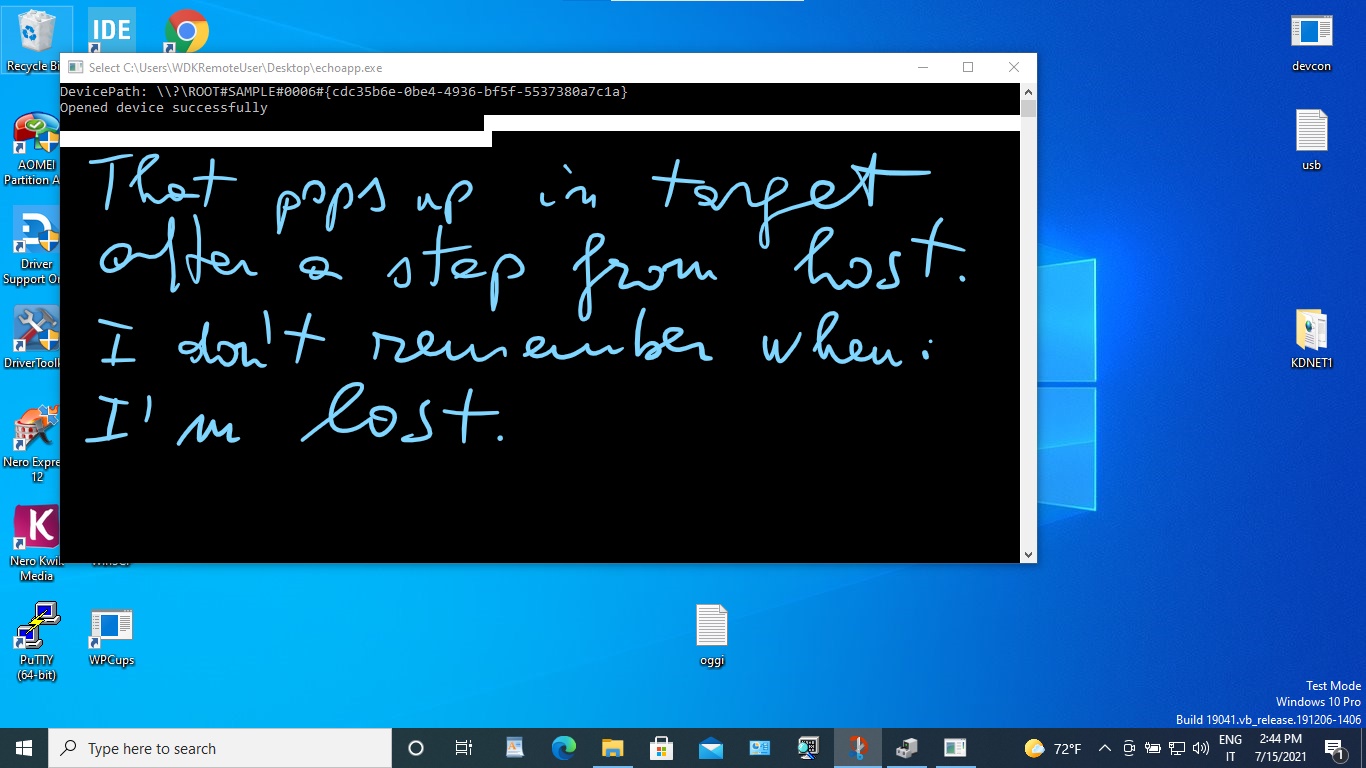 IDE
Recycle Bi
Select C:\Users\WDKRemoteUser\Desktop\echoapp.exe
DevicePath: \\?\ROOT#SAMPLE#0006#{cdc35b6e-0be4-4936-bf5f-5537380a7c1a}
Opened device successfully
That pops up in target
after a step from host.
I don't remember when:
I'm lost.
AOMEI
Partition A
Driver
Support On
DriverToolk
Nero Expre
12
K
Nero Kwik
Media
PuTTY
(64-bit)
WPCups
oggi
devcon
usb
KDNET1
Test Mode
Windows 10 Pro
Build 19041.vb_release.191206-1406
Type here to search
72°F
ENG
IT
2:44 PM
7/15/2021
1